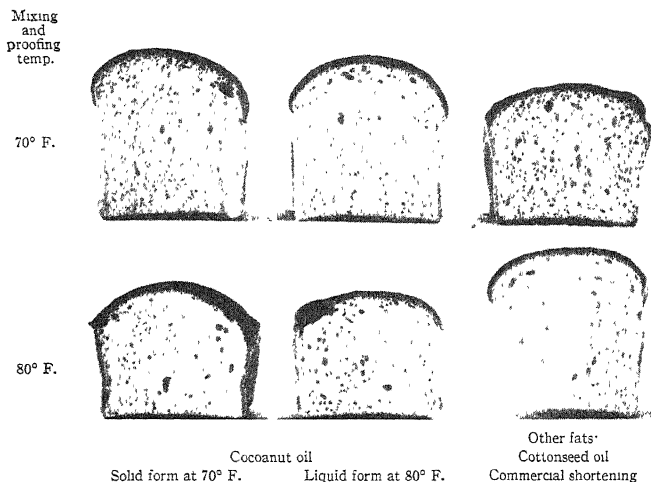 Mixing
and
proofing
temp.
70° F.
80° F.
Other fats·
Cocoanut oil
Cottonseed oil
Solid form at 70° F.
Liquid form at 80° F.
Commercial shortening